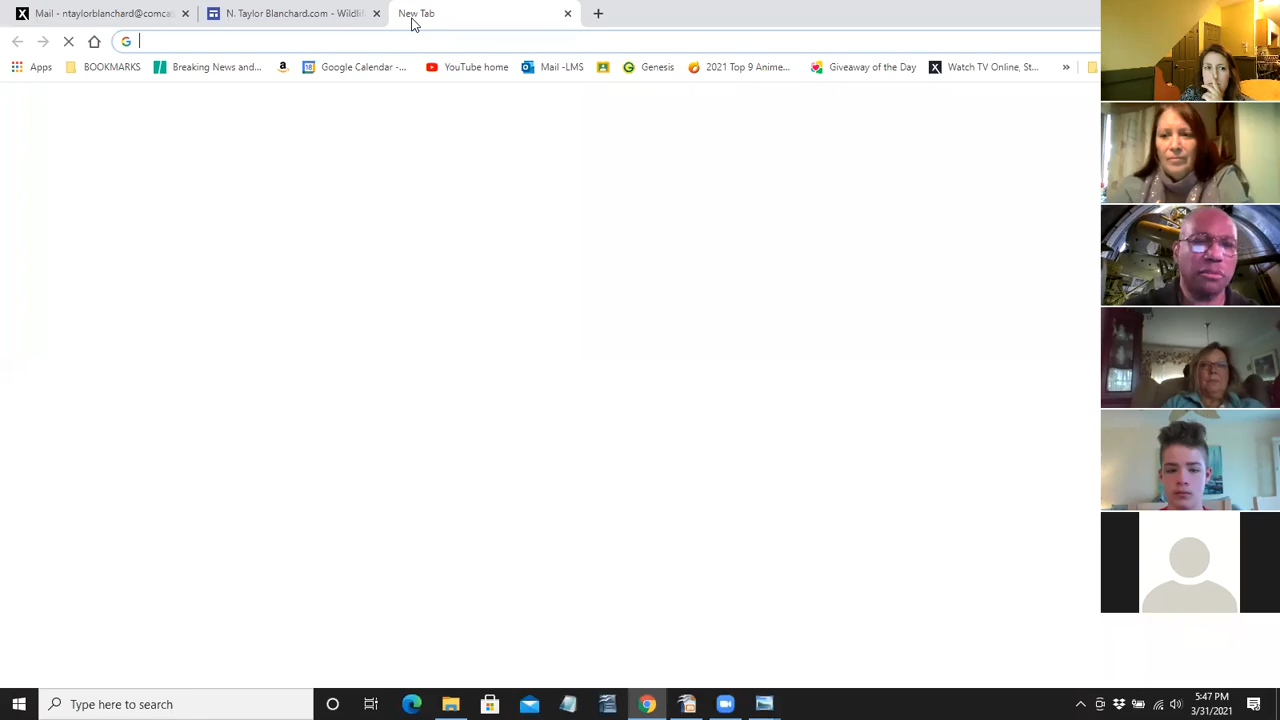 Mail - ntaylorblanchard@comca
N. Taylor Blanchard.com - Wildlif
New Tab
Apps
BOOKMARKS
Breaking News and...
Google Calendar -...
YouTube home
Mail -LNS
Genesis
2021 Top 9 Anime...
Giveaway of the Day
Watch TV Online, St...
»
Type here to search
5:47 PM
3/31/2021